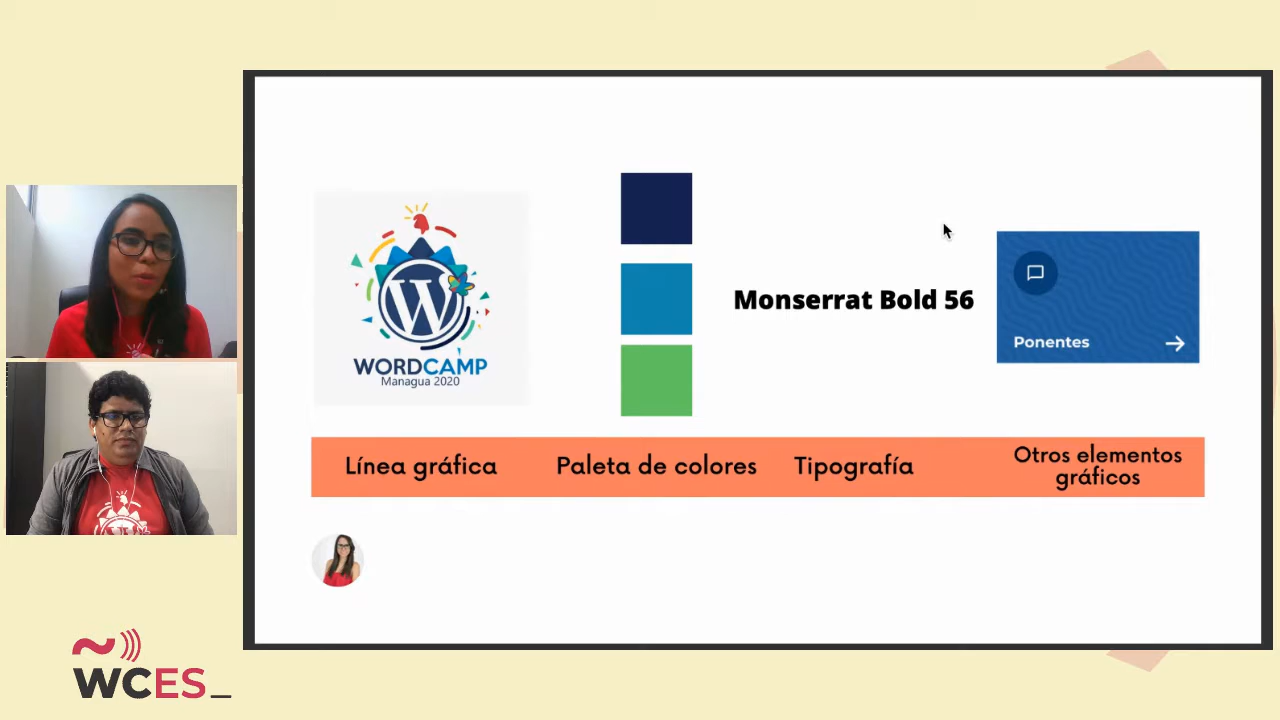 WORDCAMP
Managua 2020
Monserrat Bold 56
Ponentes
Línea gráfica
Paleta de colores
Tipografía
Otros elementos
gráficos
WCES_